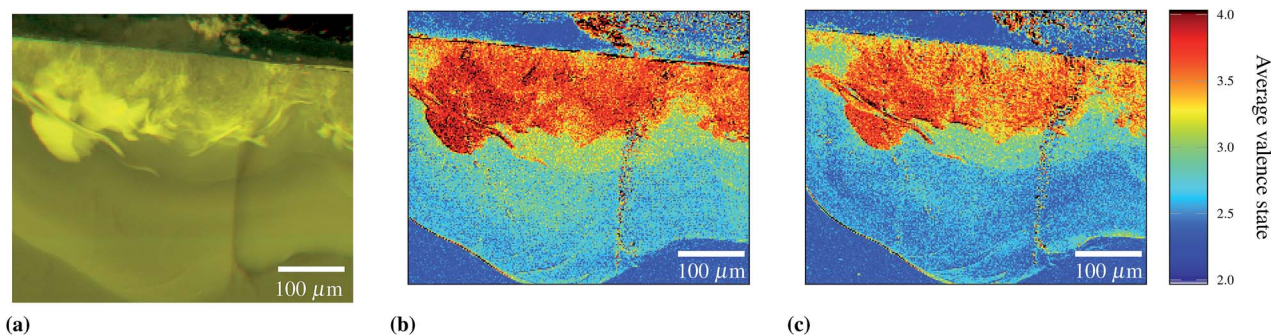 4.0
3.5
3.0
2.5
2.0
Average valence state
100 μm
100 μm
100 μm
(a)
(b)
(c)